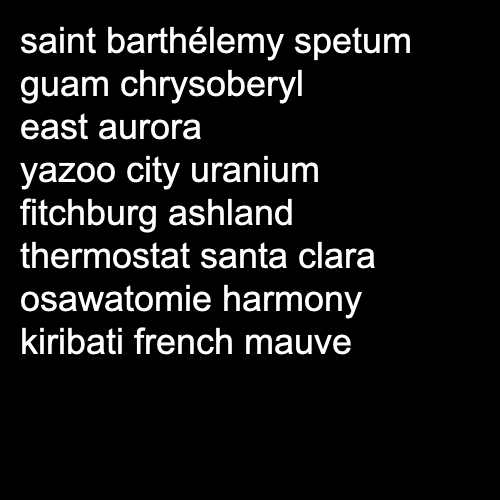 saint barthélemy spetum
guam chrysoberyl
east aurora
yazoo city uranium
fitchburg ashland
thermostat santa clara
osawatomie harmony
kiribati french mauve